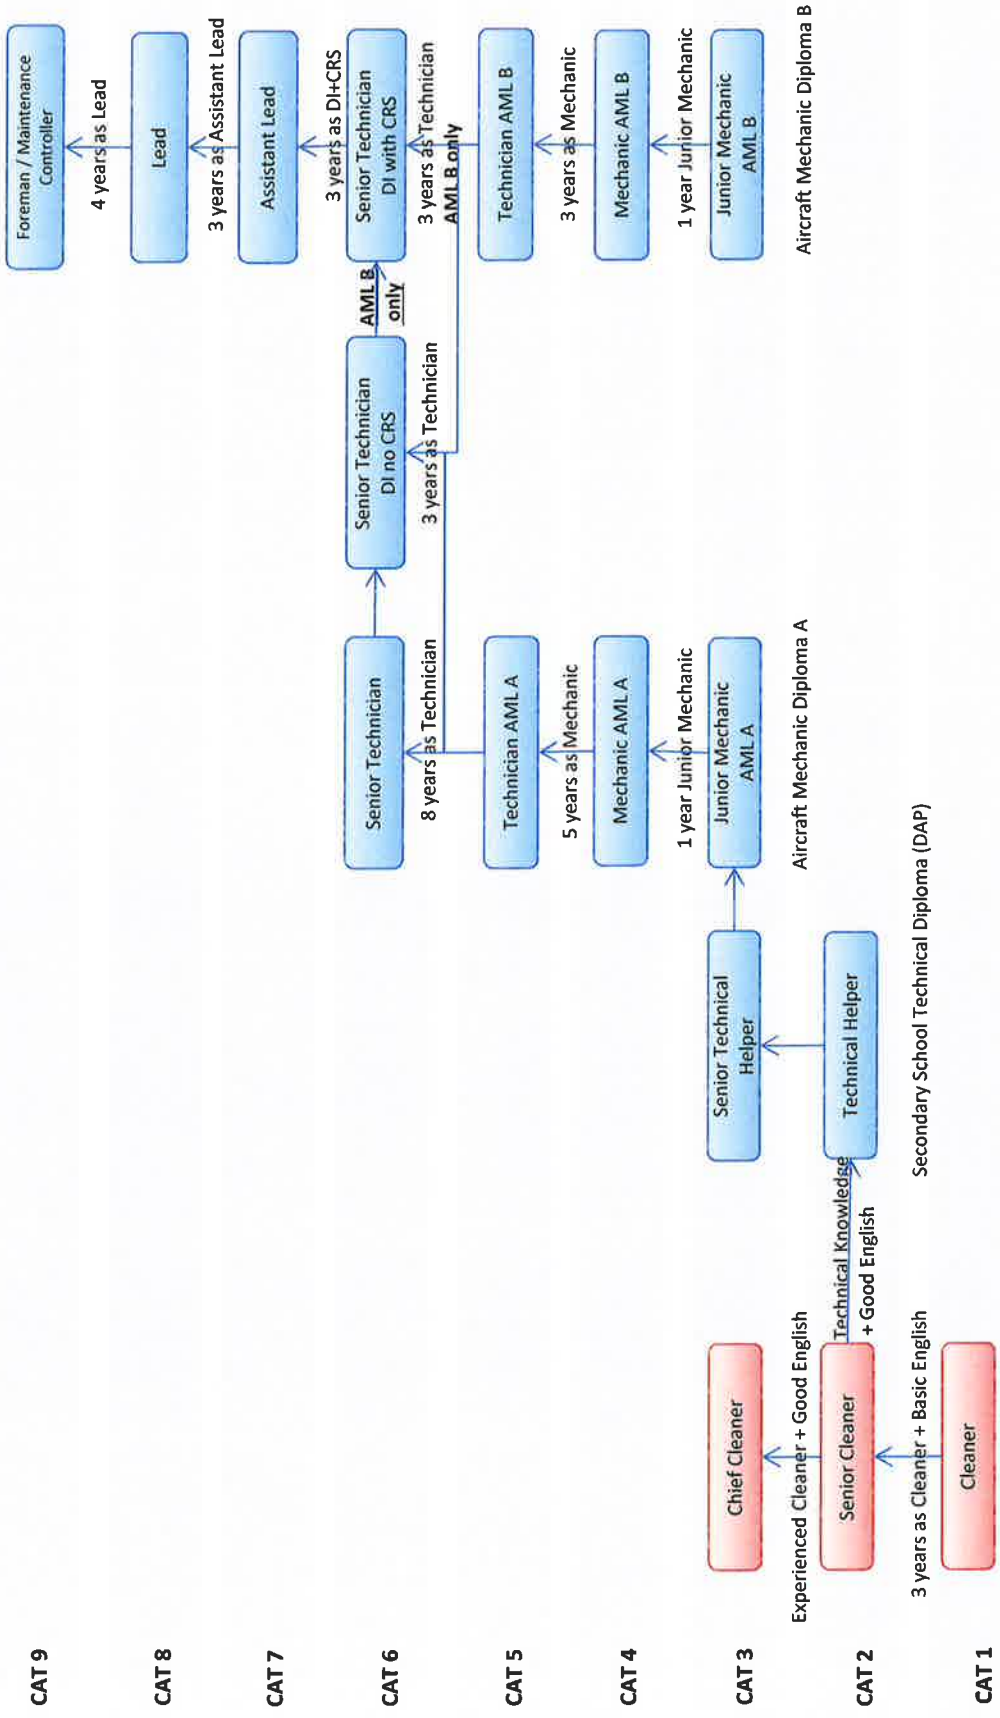 CAT 9
Foreman / Maintenance
Controller
4 years as Lead
CAT 8
Lead
3 years as Assistant Lead
CAT 7
Assistant Lead
3 years as DI+CRS
CAT 6
Senior Technician
Senior Technician
DI no CRS
AML B
only
Senior Technician
DI with CRS
8 years as Technician
3 years as Technician
3 years as Technician
AML B only
CAT 5
Technician AML A
Technician AML B
5 years as Mechanic
3 years as Mechanic
CAT 4
Mechanic AML A
Mechanic AML B
1 year Junior Mechanic
1 year Junior Mechanic
CAT 3
Chief Cleaner
Senior Technical
Helper
Junior Mechanic
AML A
Junior Mechanic
AML B
Experienced Cleaner + Good English
Aircraft Mechanic Diploma A
Aircraft Mechanic Diploma B
CAT 2
Senior Cleaner
Technical Knowledge
+ Good English
Technical Helper
3 years as Cleaner + Basic English
Secondary School Technical Diploma (DAP)
CAT 1
Cleaner